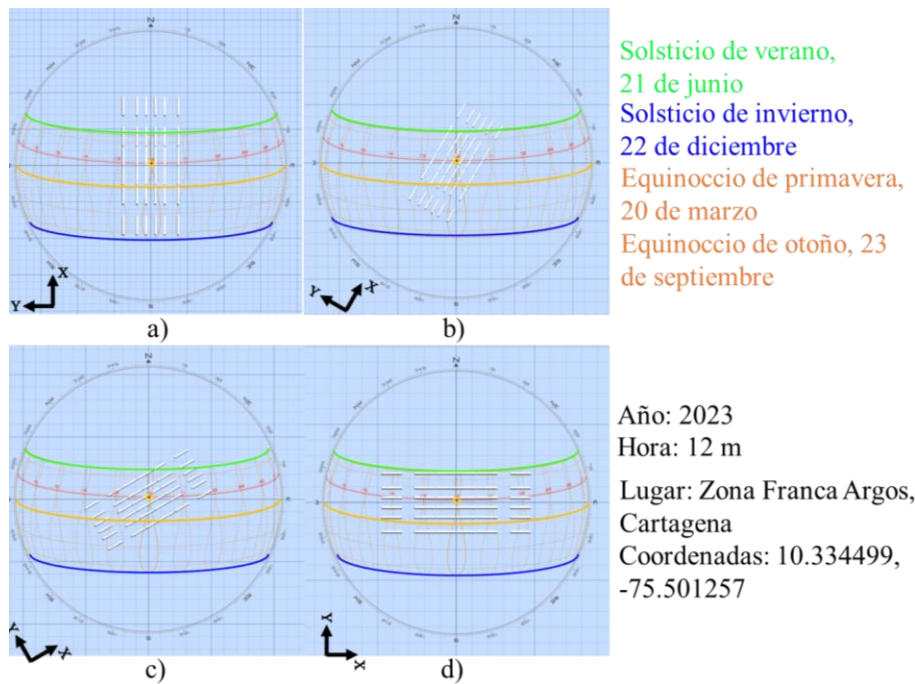 Solsticio de verano,
21 de junio
Solsticio de invierno,
22 de diciembre
Equinoccio de primavera,
20 de marzo
Equinoccio de otoño, 23
de septiembre
N
X
Y
a)
N
Y
X
b)
N
Y
X
c)
N
Y
X
d)
Año: 2023
Hora: 12 m
Lugar: Zona Franca Argos,
Cartagena
Coordenadas: 10.334499,
-75.501257